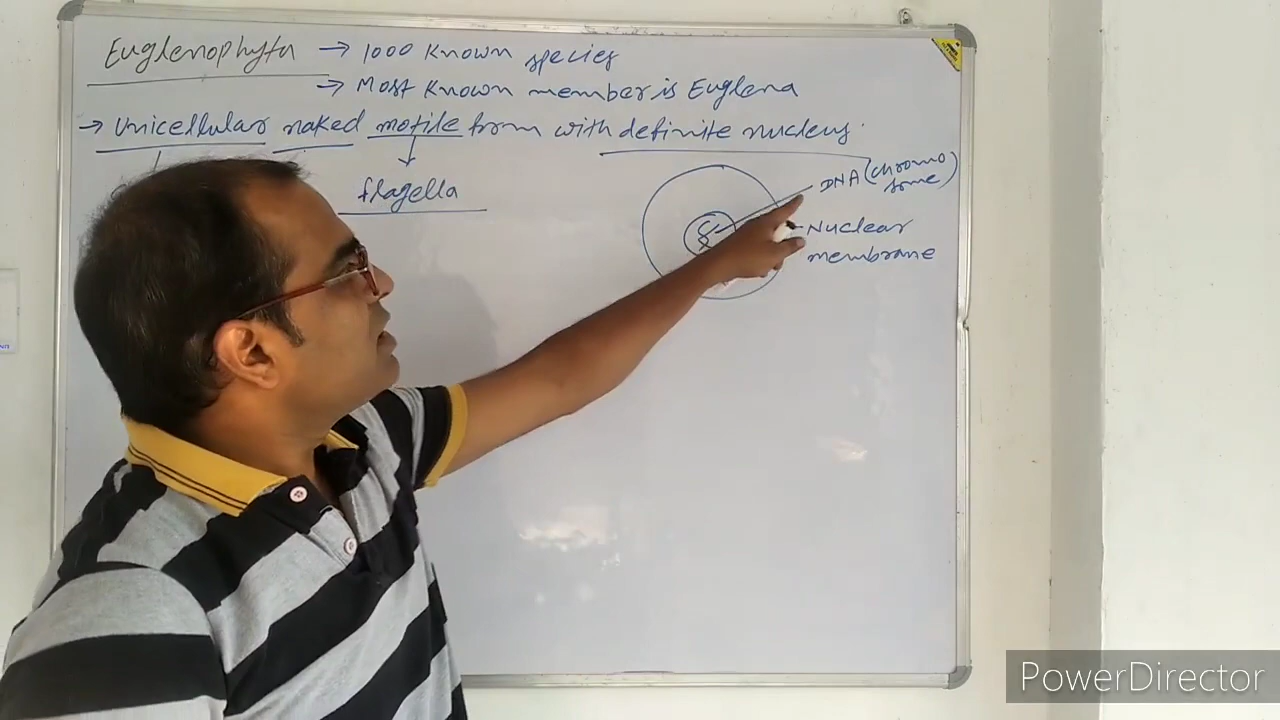 Euglenophyta → 1000 Known species
→ Most Known member is Euglena
→ Unicellular naked motile form with definite nucleus.
flagella
DNA (chromo
some)
Nuclear
membrane
PowerDirector